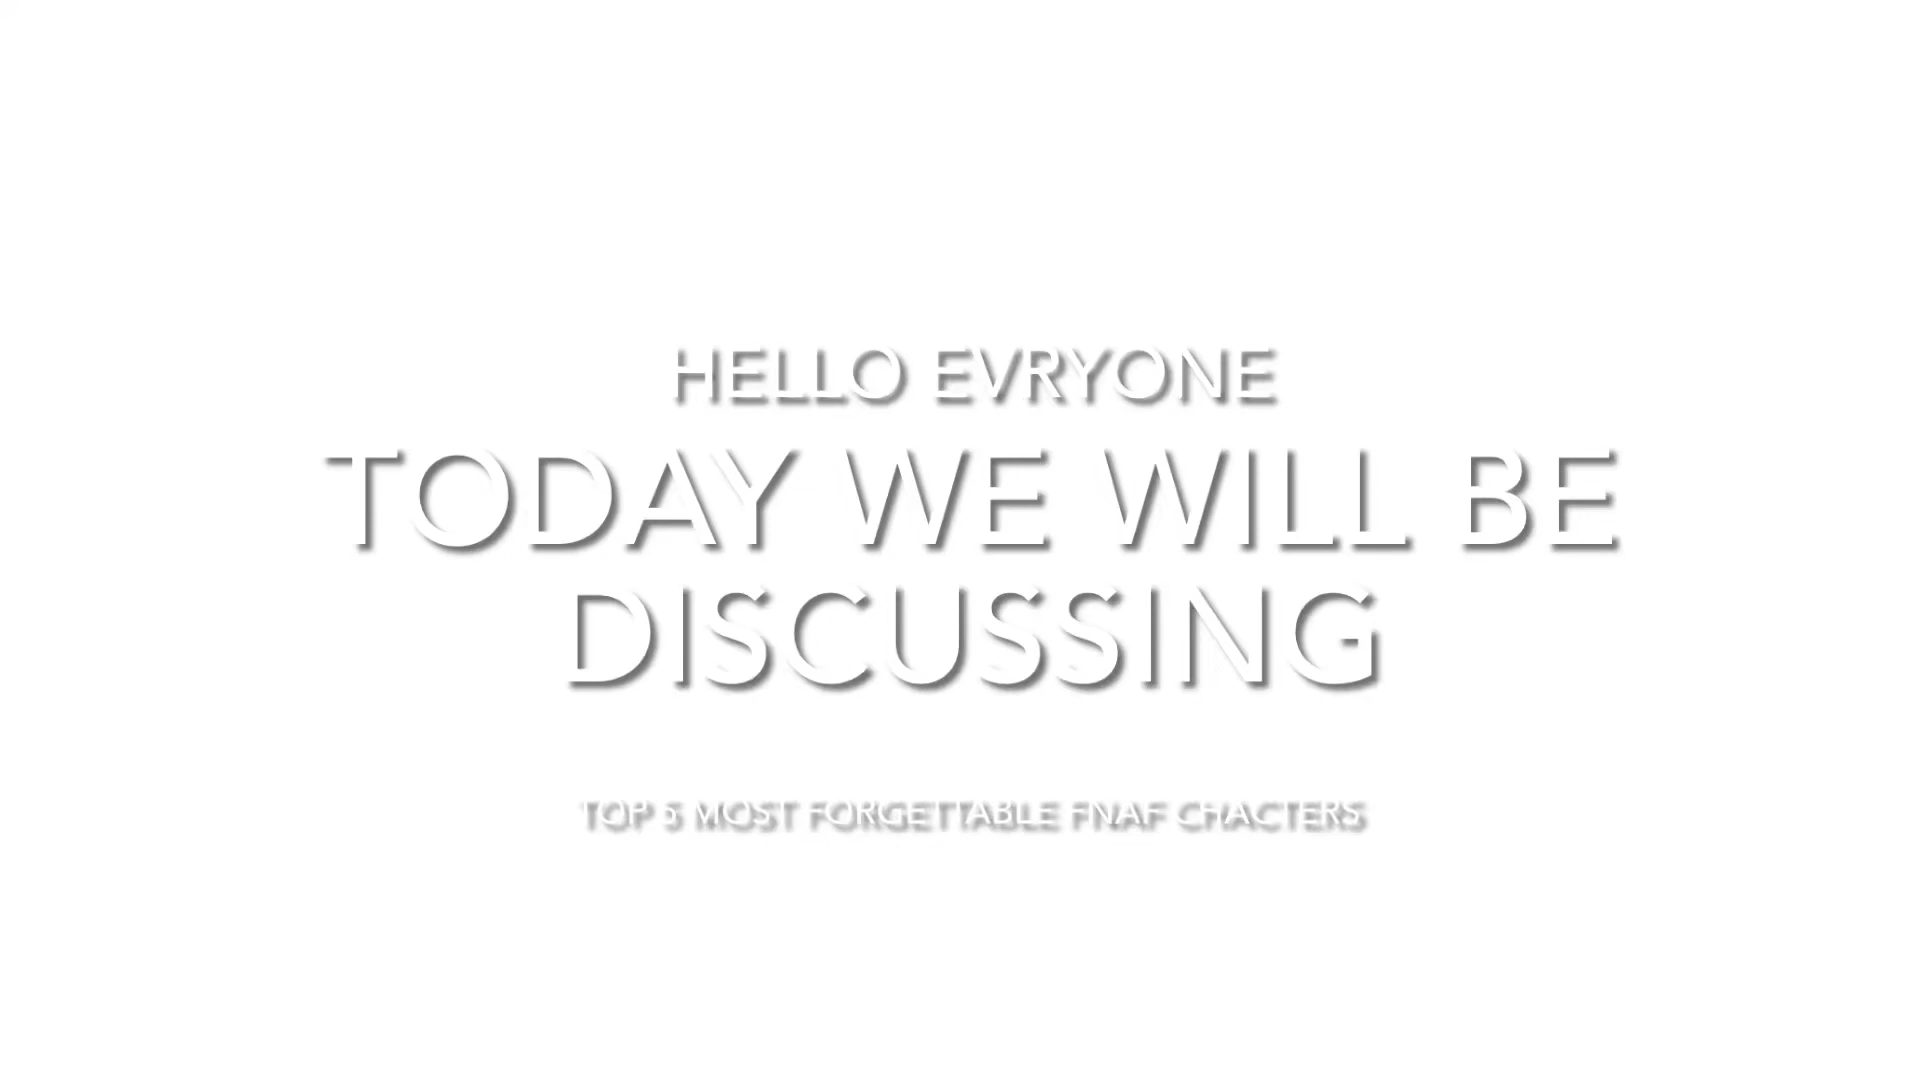 HELLO EVRYONE
TODAY WE WILL BE
DISCUSSING
TOP 5 MOST FORGETTABLE FNAF CHACTERS